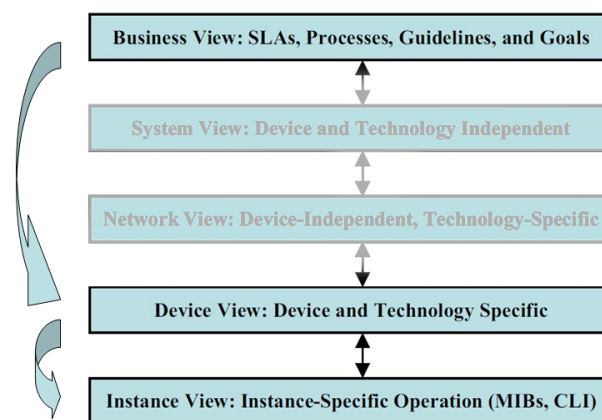 Business View: SLAs, Processes, Guidelines, and Goals
System View: Device and Technology Independent
Network View: Device-Independent, Technology-Specific
Device View: Device and Technology Specific
Instance View: Instance-Specific Operation (MIBs, CLI)